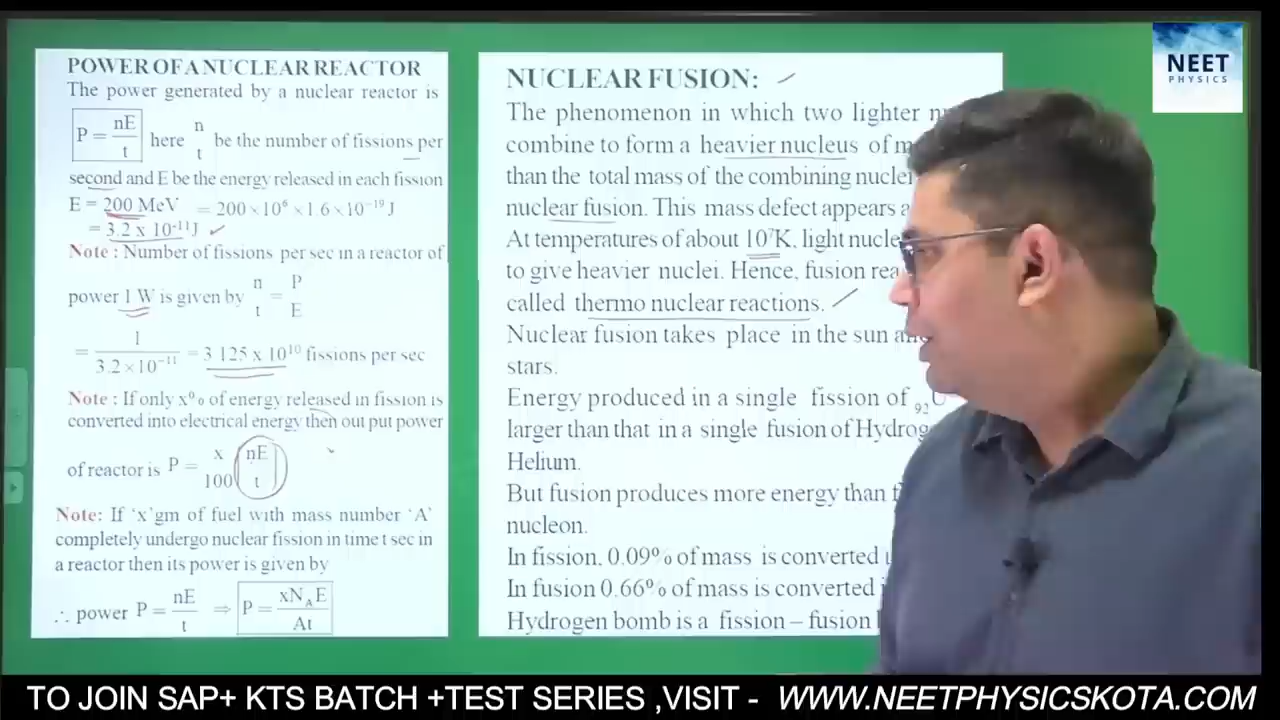 POWER OF A NUCLEAR REACTOR
The power generated by a nuclear reactor is
P = nE/t here n/t be the number of fissions per
second and E be the energy released in each fission
E = 200 MeV = 200×10⁶×1.6×10⁻¹⁹J
= 3.2 x 10⁻¹¹J
Note : Number of fissions per sec in a reactor of
power 1 W is given by n/t = P/E
= 1/3.2×10⁻¹¹ = 3 125 x 10¹⁰ fissions per sec
Note : If only x% of energy released in fission is
converted into electrical energy then out put power
of reactor is P = x/100 (nE/t)
Note: If 'x'gm of fuel with mass number 'A'
completely undergo nuclear fission in time t sec in
a reactor then its power is given by
∴ power P = nE/t ⇒ P = xN_A E/At
NUCLEAR FUSION:
The phenomenon in which two lighter
combine to form a heavier nucleus of
than the total mass of the combining nuclei
nuclear fusion. This mass defect appears
At temperatures of about 10⁷K, light
to give heavier nuclei. Hence, fusion
called thermo nuclear reactions.
Nuclear fusion takes place in the sun
stars.
Energy produced in a single fission of ₉₂U
larger than that in a single fusion of
Helium.
But fusion produces more energy than
nucleon.
In fission, 0.09% of mass is converted
In fusion 0.66% of mass is converted
Hydrogen bomb is a fission – fusion
NEET
PHYSICS
TO JOIN SAP+ KTS BATCH +TEST SERIES ,VISIT - WWW.NEETPHYSICSKOTA.COM